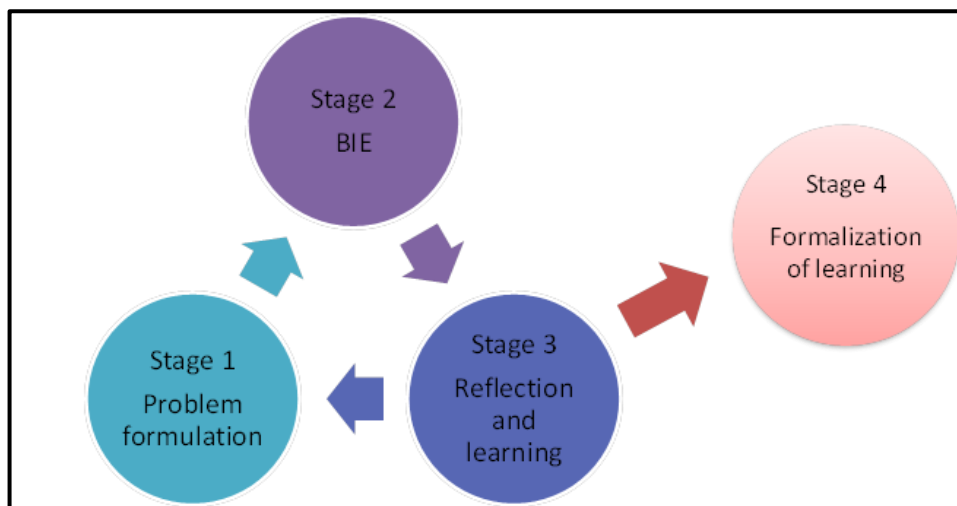 Stage 2
BIE
Stage 4
Formalization
of learning
Stage 1
Problem
formulation
Stage 3
Reflection
and
learning